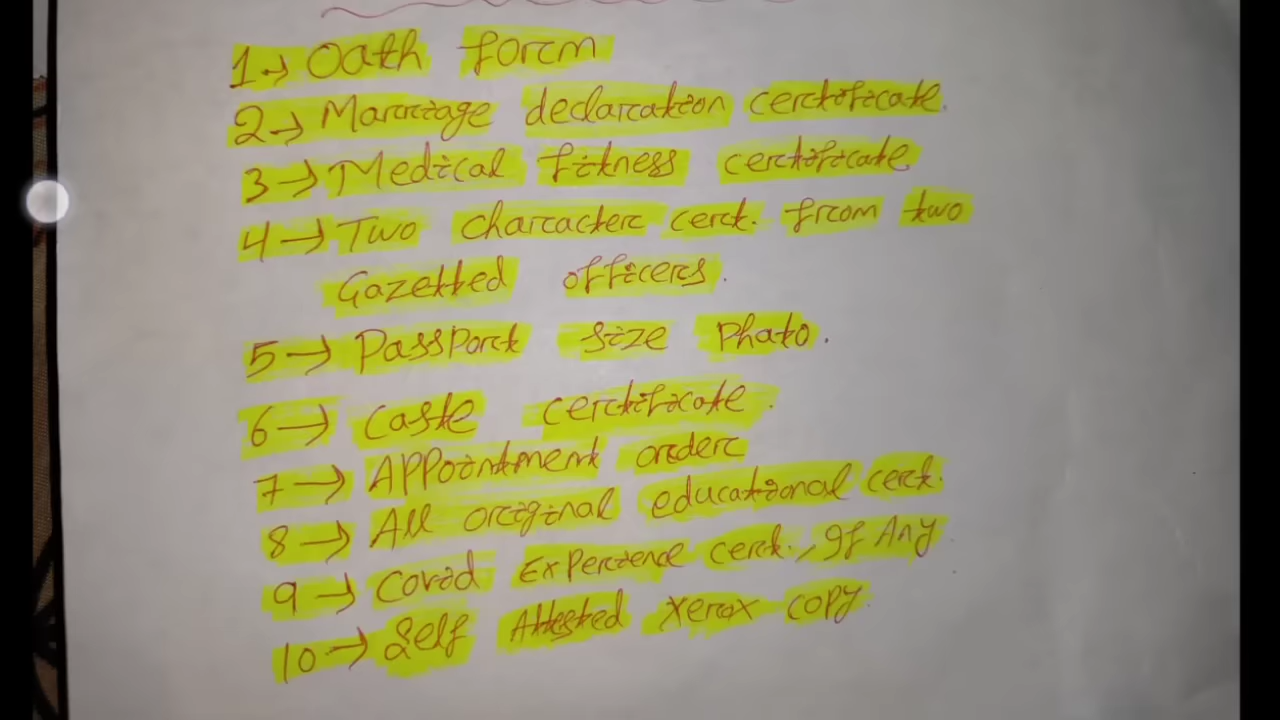 1→ Oath form
2→ Marriage declaration certificate.
3→ Medical fitness certificate
4→ Two character cert. from two
Gazetted officers.
5→ Passport size Photo.
6→ Caste certificate.
7→ APPointment order
8→ All original educational cert.
9→ Covid Experience cert., If Any
10→ Self Attested xerox copy.